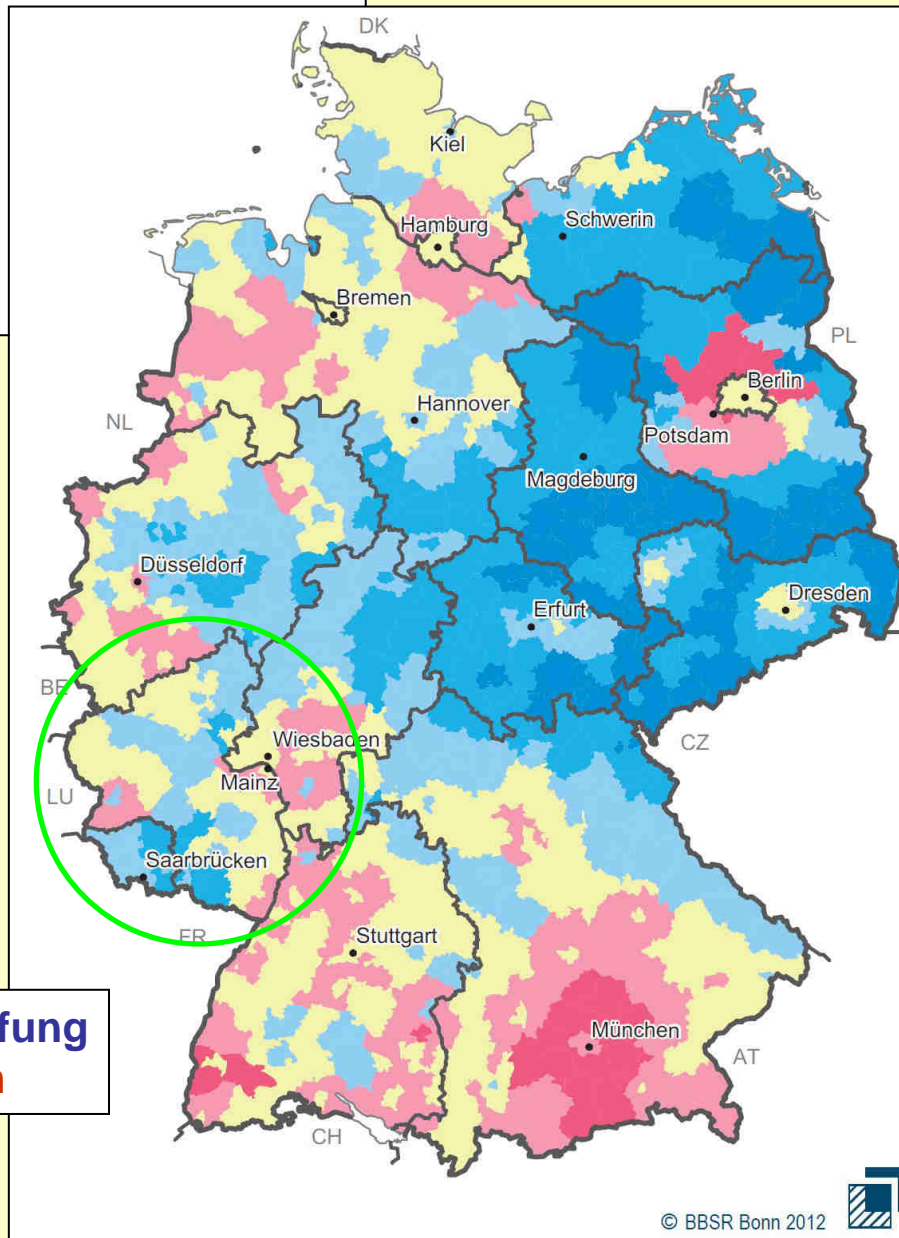 DK
Kiel
Hamburg
Schwerin
Bremen
PL
Berlin
NL
Hannover
Potsdam
Magdeburg
Düsseldorf
Erfurt
Dresden
BE
Wiesbaden
CZ
Mainz
LU
Saarbrücken
FR
Stuttgart
fung
München
AT
CH
© BBSR Bonn 2012